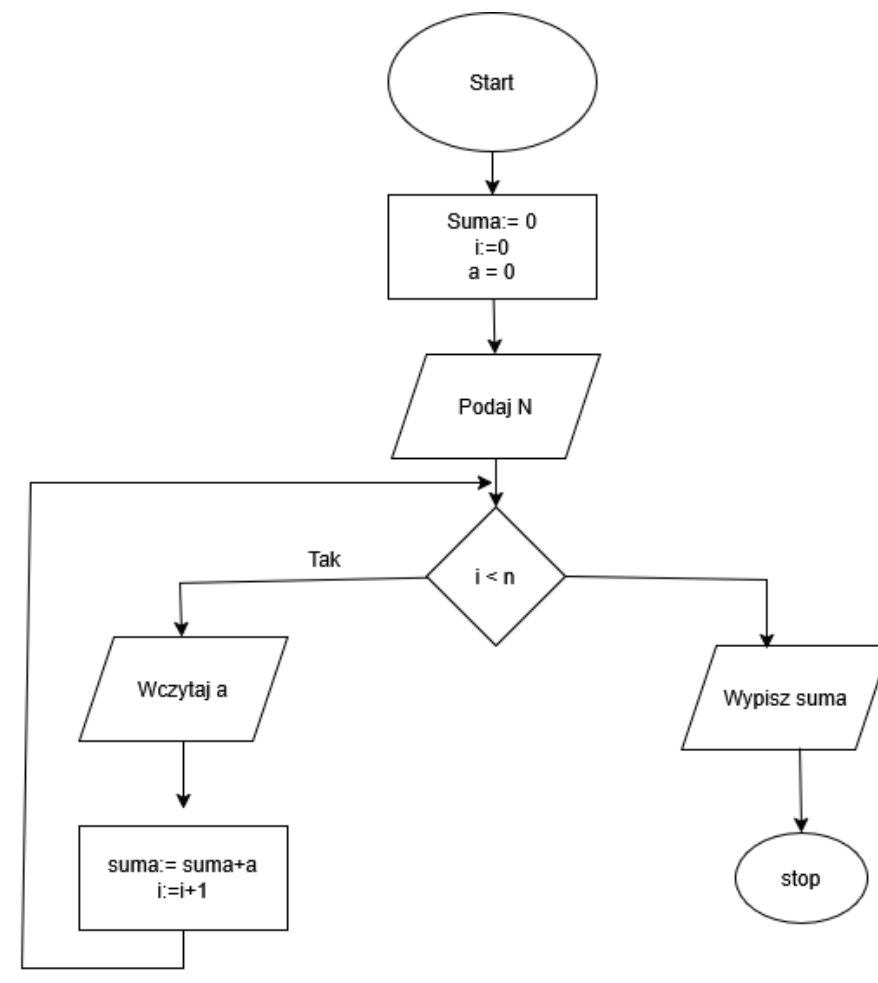 Start
Suma:= 0
i:=0
a = 0
Podaj N
i < n
Tak
Wczytaj a
suma:= suma+a
i:=i+1
Wypisz suma
stop